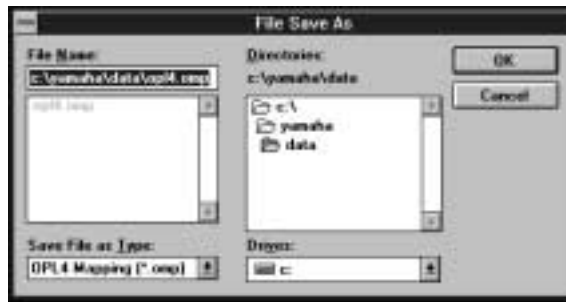 File Save As
File Name:
c:\yamaha\data\opl4.omp
opl4.omp
Save File as Type:
OPL4 Mapping (*.omp)
Directories:
c:\yamaha\data
c:\
yamaha
data
Drives:
c:
OK
Cancel